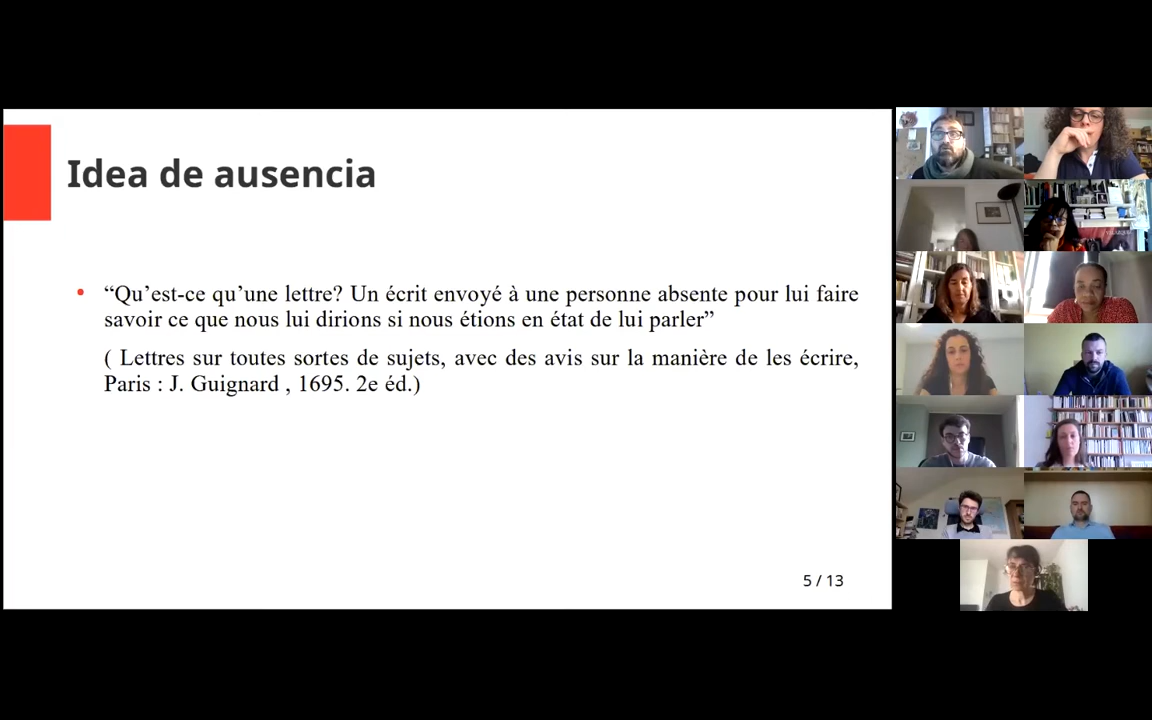 Idea de ausencia
“Qu’est-ce qu’une lettre? Un écrit envoyé à une personne absente pour lui faire
savoir ce que nous lui dirions si nous étions en état de lui parler”
( Lettres sur toutes sortes de sujets, avec des avis sur la manière de les écrire,
Paris : J. Guignard , 1695. 2e éd.)
5 / 13